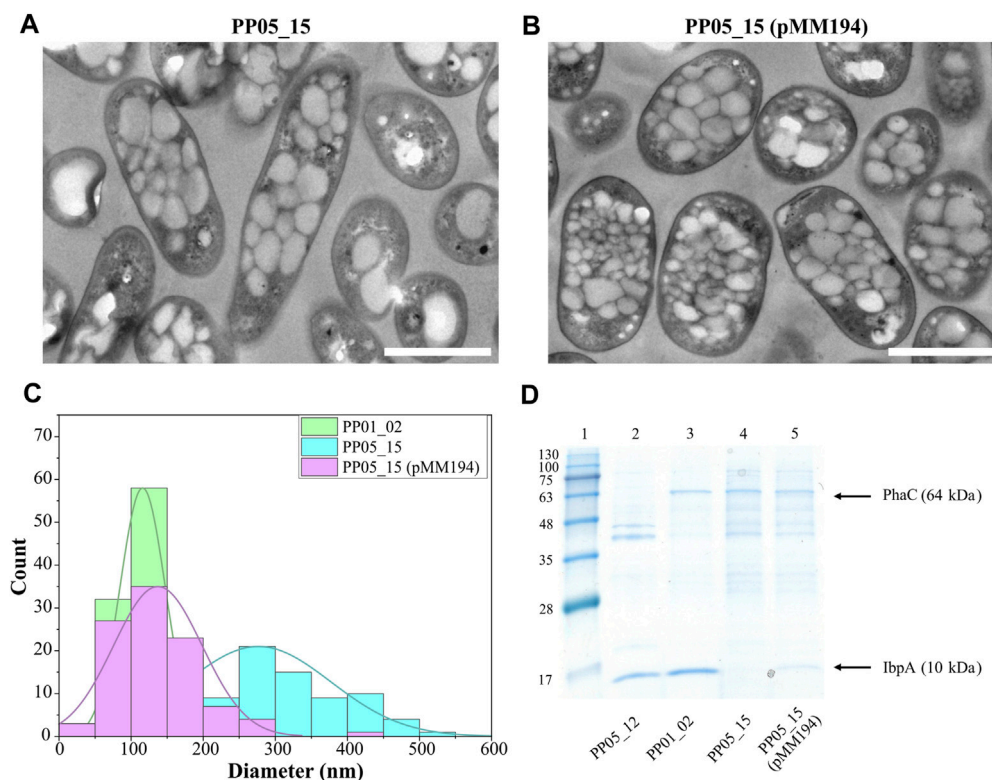 A
PP05_15
B
PP05_15 (pMM194)
C
PP01_02
PP05_15
PP05_15 (pMM194)
Count
70
60
50
40
30
20
10
0
0 100 200 300 400 500 600
Diameter (nm)
D
1 2 3 4 5
130
100
75
63
48
35
28
17
PhaC (64 kDa)
IbpA (10 kDa)
PP05_12
PP01_02
PP05_15
PP05_15
(pMM194)